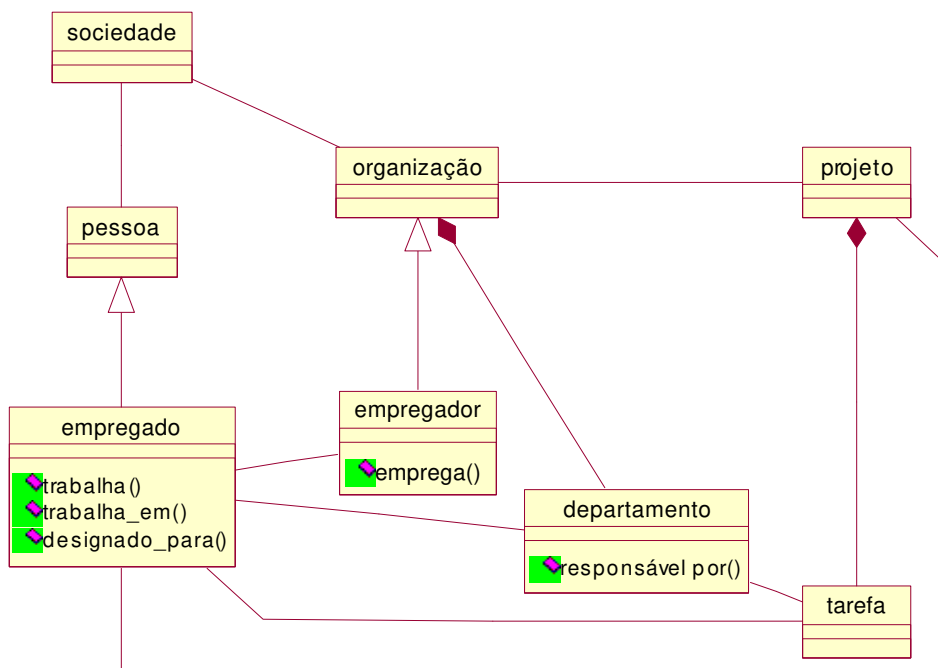 sociedade
organização
projeto
pessoa
empregado
trabalha()
trabalha_em()
designado_para()
empregador
emprega()
departamento
responsável por()
tarefa